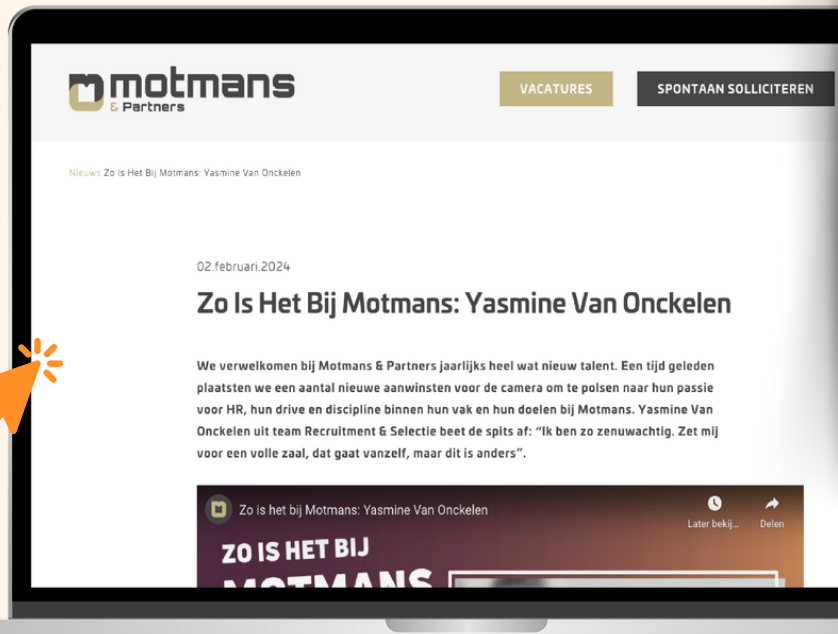 motmans
& Partners
VACATURES
SPONTAAN SOLLICITEREN
Nieuws Zo Is Het Bij Motmans: Yasmine Van Onckelen
02.februari.2024
Zo Is Het Bij Motmans: Yasmine Van Onckelen
We verwelkomen bij Motmans & Partners jaarlijks heel wat nieuw talent. Een tijd geleden
plaatsten we een aantal nieuwe aanwinsten voor de camera om te polsen naar hun passie
voor HR, hun drive en discipline binnen hun vak en hun doelen bij Motmans. Yasmine Van
Onckelen uit team Recruitment & Selectie beet de spits af: “Ik ben zo zenuwachtig. Zet mij
voor een volle zaal, dat gaat vanzelf, maar dit is anders”.
Zo is het bij Motmans: Yasmine Van Onckelen
Later bekij...
Delen
ZO IS HET BIJ
MOTMANS